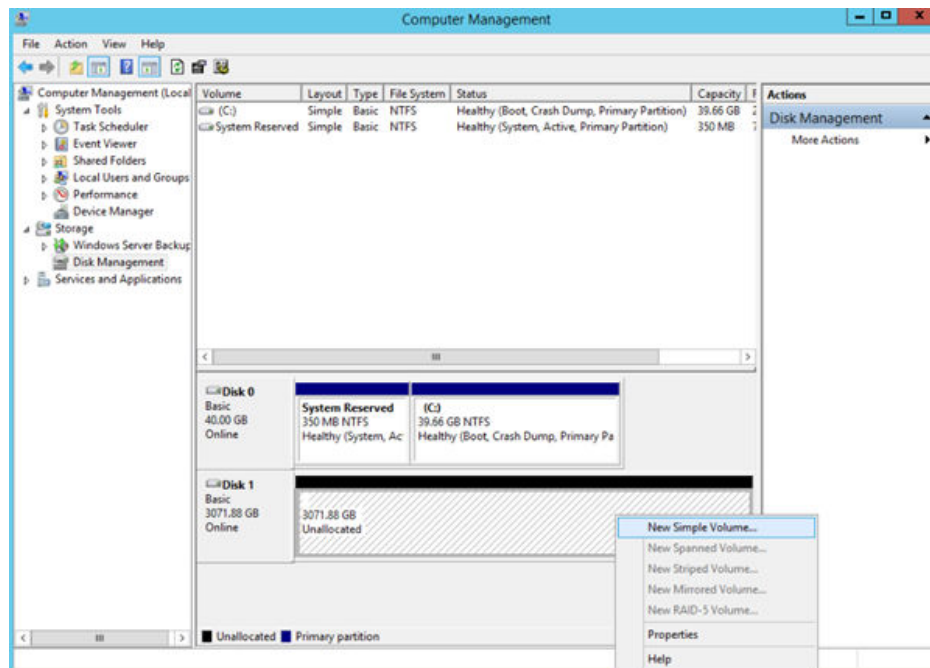 Computer Management
File Action View Help
Computer Management (Local
System Tools
Task Scheduler
Event Viewer
Shared Folders
Local Users and Groups
Performance
Device Manager
Storage
Windows Server Backup
Disk Management
Services and Applications
Volume Layout Type File System Status Capacity
(C:) Simple Basic NTFS Healthy (Boot, Crash Dump, Primary Partition) 39.66 GB
System Reserved Simple Basic NTFS Healthy (System, Active, Primary Partition) 350 MB
Actions
Disk Management
More Actions
Disk 0
Basic
40.00 GB
Online
System Reserved
350 MB NTFS
Healthy (System, Ac
(C:)
39.66 GB NTFS
Healthy (Boot, Crash Dump, Primary Pa
Disk 1
Basic
3071.88 GB
Online
3071.88 GB
Unallocated
New Simple Volume...
New Spanned Volume...
New Striped Volume...
New Mirrored Volume...
New RAID-5 Volume...
Properties
Help
Unallocated Primary partition